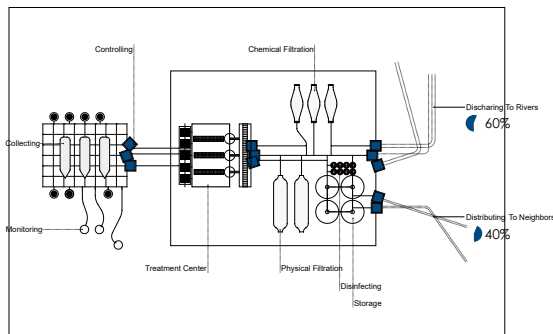 Controlling
Chemical Filtration
Discharing To Rivers
60%
Collecting
Monitoring
Distributing To Neighbors
40%
Treatment Center
Physical Filtration
Disinfecting
Storage